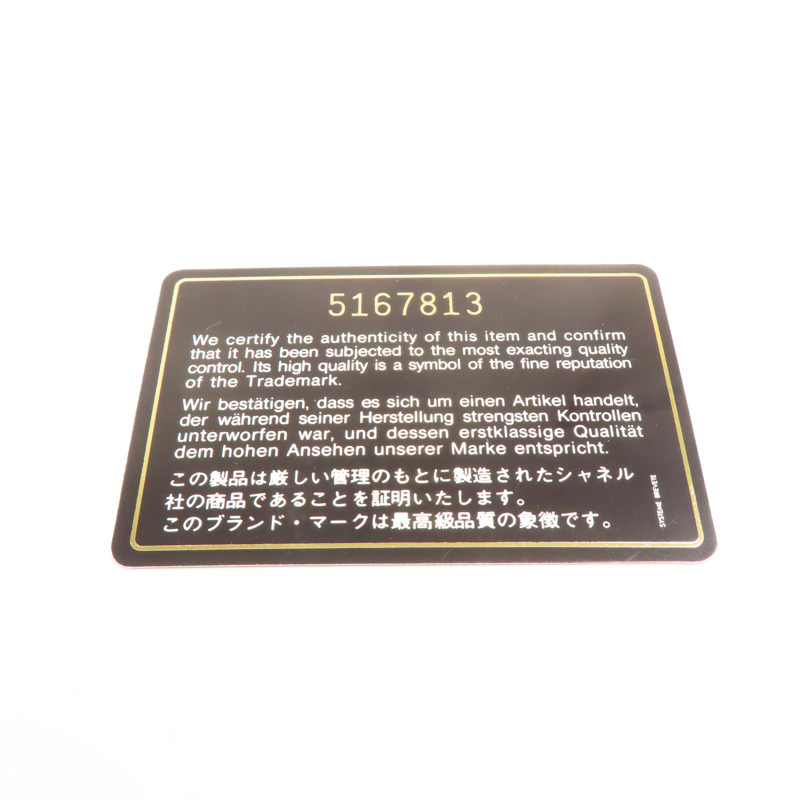 5167813
We certify the authenticity of this item and confirm
that it has been subjected to the most exacting quality
control. Its high quality is a symbol of the fine reputation
of the Trademark.
Wir bestätigen, dass es sich um einen Artikel handelt,
der während seiner Herstellung strengsten Kontrollen
unterworfen war, und dessen erstklassige Qualität
dem hohen Ansehen unserer Marke entspricht.
この製品は厳しい管理のもとに製造されたシャネル
社の商品であることを証明いたします。
このブランド・マークは最高級品質の象徴です。
SYSTEME BREVETE